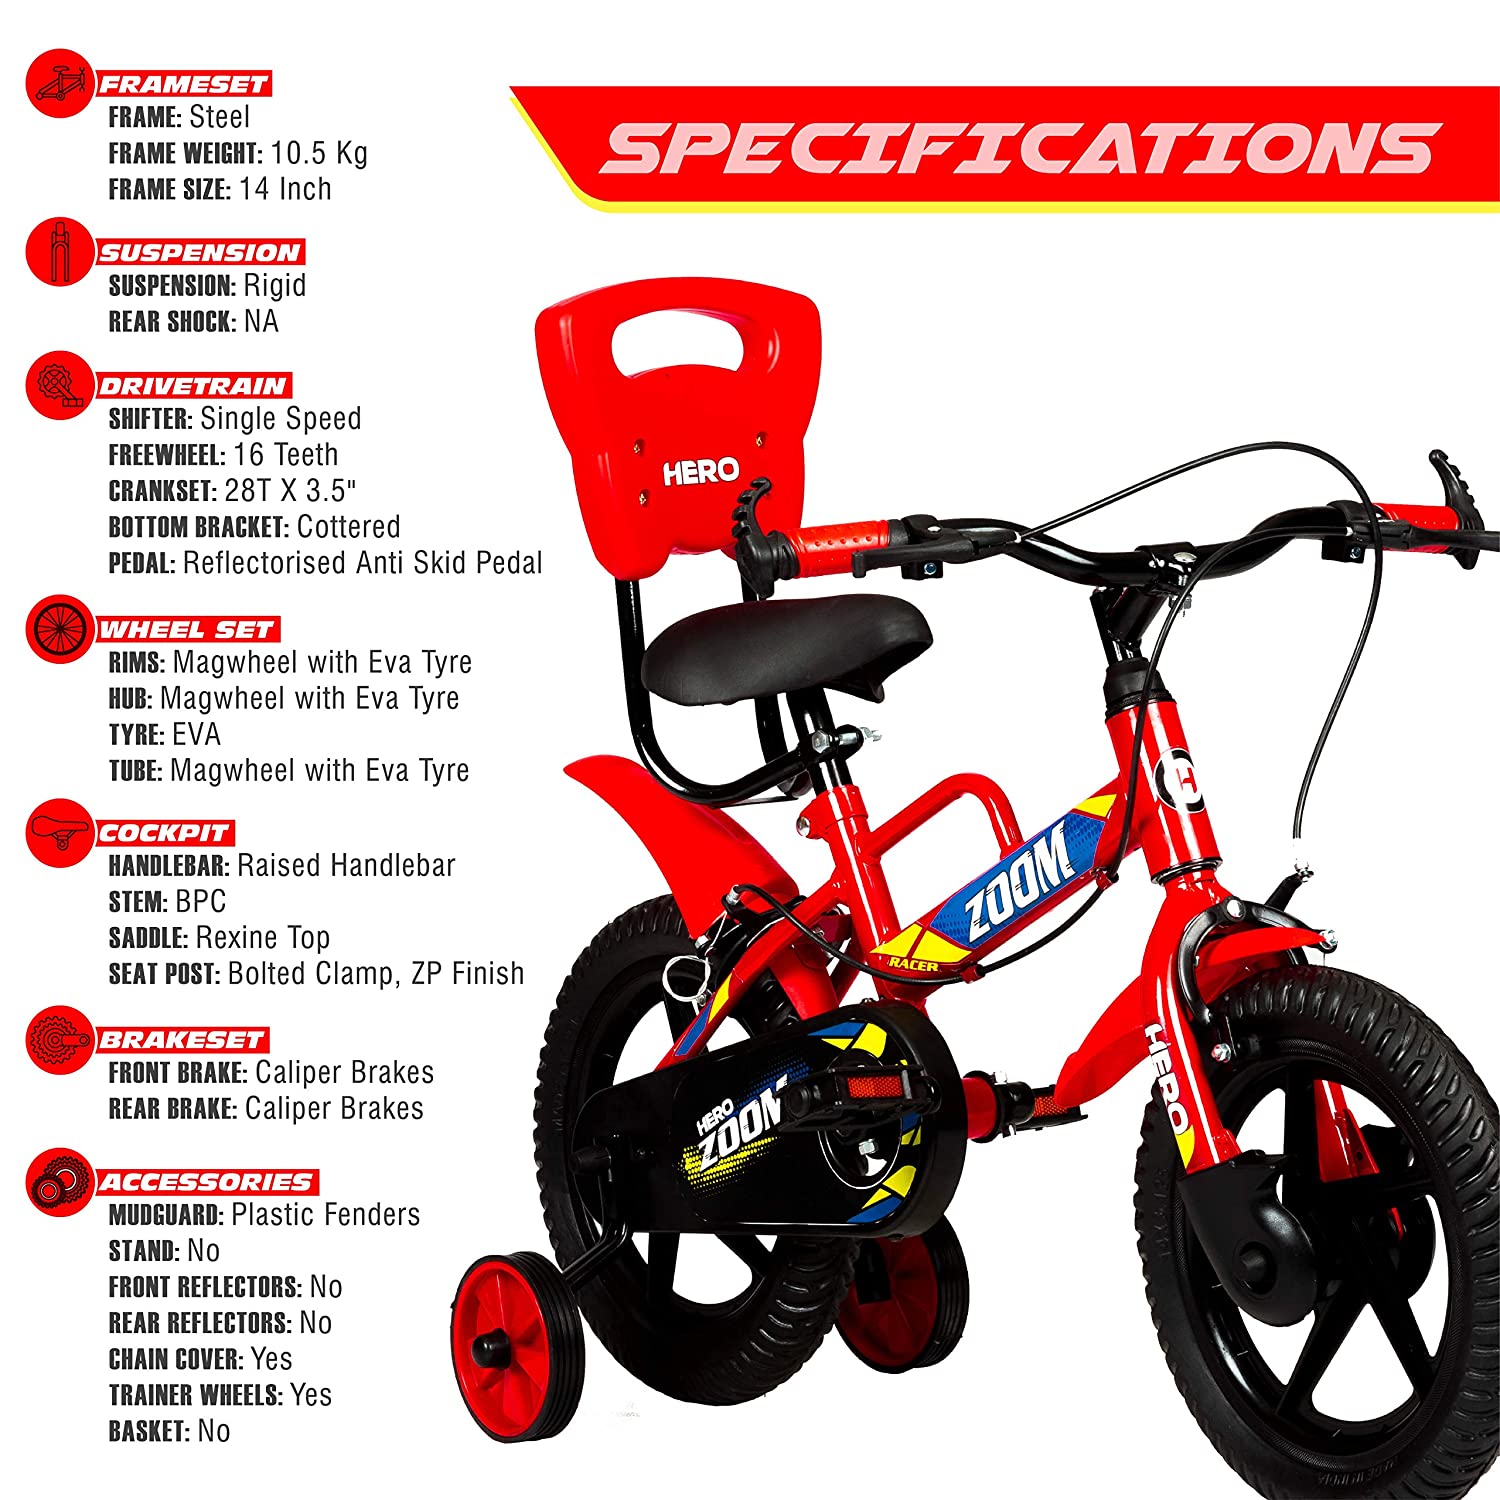 SPECIFICATIONS
FRAMESET
FRAME: Steel
FRAME WEIGHT: 10.5 Kg
FRAME SIZE: 14 Inch
SUSPENSION
SUSPENSION: Rigid
REAR SHOCK: NA
DRIVETRAIN
SHIFTER: Single Speed
FREEWHEEL: 16 Teeth
CRANKSET: 28T X 3.5"
BOTTOM BRACKET: Cottered
PEDAL: Reflectorised Anti Skid Pedal
WHEEL SET
RIMS: Magwheel with Eva Tyre
HUB: Magwheel with Eva Tyre
TYRE: EVA
TUBE: Magwheel with Eva Tyre
COCKPIT
HANDLEBAR: Raised Handlebar
STEM: BPC
SADDLE: Rexine Top
SEAT POST: Bolted Clamp, ZP Finish
BRAKESET
FRONT BRAKE: Caliper Brakes
REAR BRAKE: Caliper Brakes
ACCESSORIES
MUDGUARD: Plastic Fenders
STAND: No
FRONT REFLECTORS: No
REAR REFLECTORS: No
CHAIN COVER: Yes
TRAINER WHEELS: Yes
BASKET: No
HERO
ZOOM
RACER
HERO
HERO
ZOOM
MADE IN INDIA